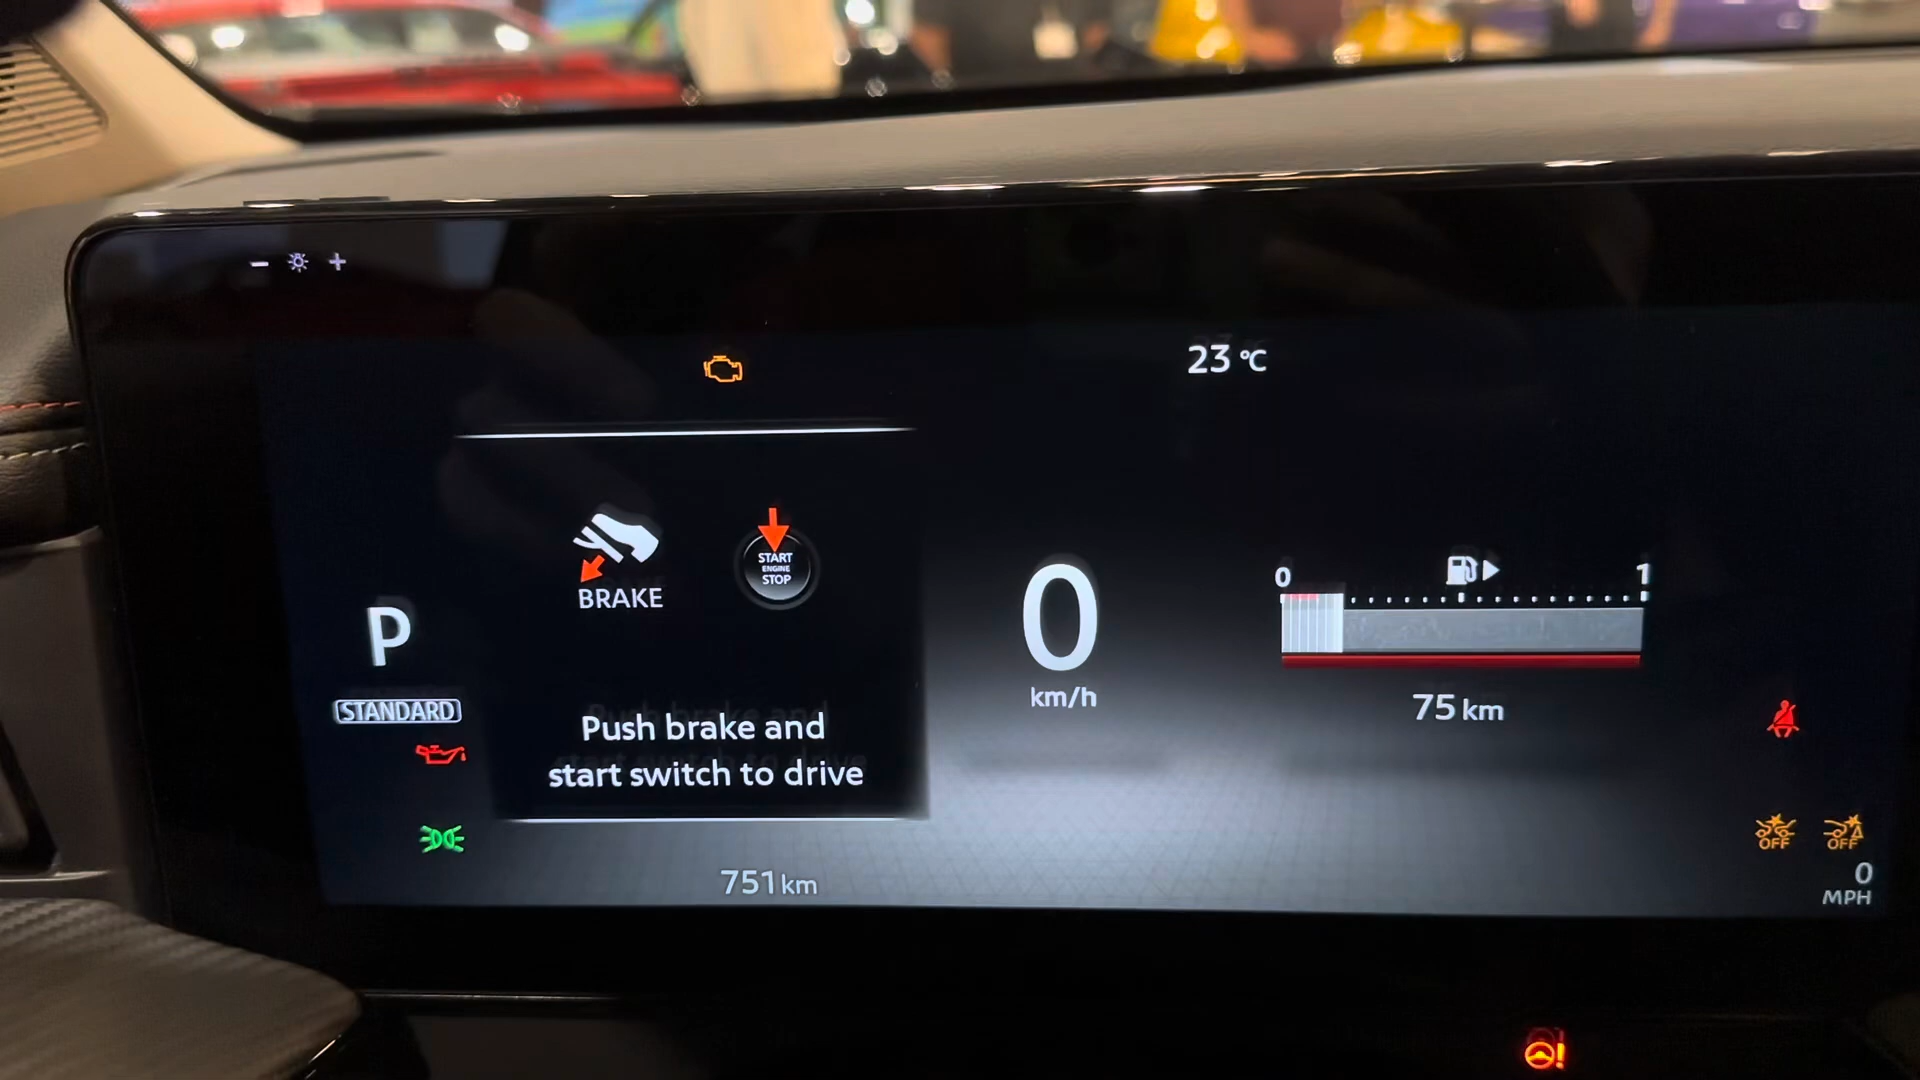 23 °C
START
ENGINE
STOP
BRAKE
P
STANDARD
Push brake and
start switch to drive
0
km/h
0 1
75 km
751 km
OFF OFF
0
MPH